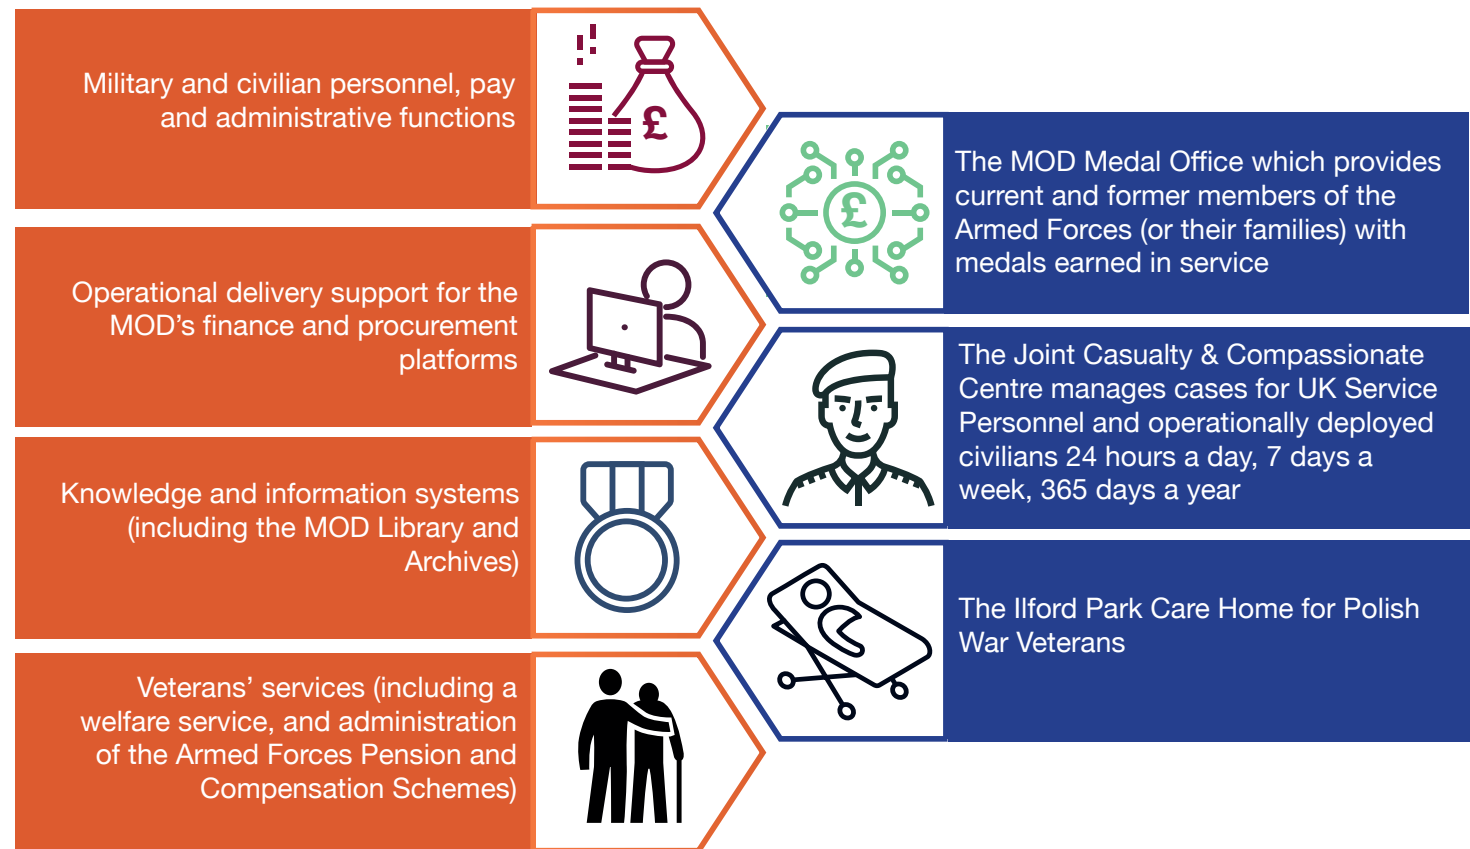 Military and civilian personnel, pay
and administrative functions
£
The MOD Medal Office which provides
current and former members of the
Armed Forces (or their families) with
medals earned in service
£
Operational delivery support for the
MOD’s finance and procurement
platforms
The Joint Casualty & Compassionate
Centre manages cases for UK Service
Personnel and operationally deployed
civilians 24 hours a day, 7 days a
week, 365 days a year
Knowledge and information systems
(including the MOD Library and
Archives)
The Ilford Park Care Home for Polish
War Veterans
Veterans’ services (including a
welfare service, and administration
of the Armed Forces Pension and
Compensation Schemes)